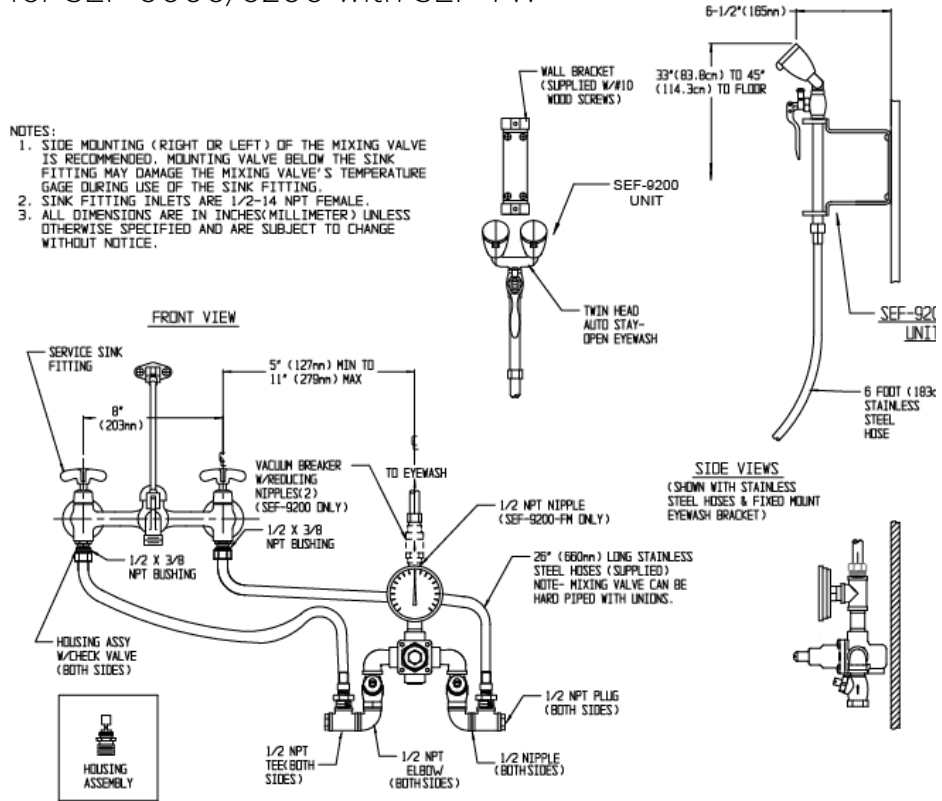 6-1/2"(165mm)
WALL BRACKET
(SUPPLIED W/#10
WOOD SCREWS)
33"(83.8cm) TO 45"
(114.3cm) TO FLOOR
NOTES:
1. SIDE MOUNTING (RIGHT OR LEFT) OF THE MIXING VALVE
IS RECOMMENDED. MOUNTING VALVE BELOW THE SINK
FITTING MAY DAMAGE THE MIXING VALVE'S TEMPERATURE
GAGE DURING USE OF THE SINK FITTING.
2. SINK FITTING INLETS ARE 1/2-14 NPT FEMALE.
3. ALL DIMENSIONS ARE IN INCHES(MILLIMETER) UNLESS
OTHERWISE SPECIFIED AND ARE SUBJECT TO CHANGE
WITHOUT NOTICE.
SEF-9200
UNIT
TWIN HEAD
AUTO STAY-
OPEN EYEWASH
SEF-920
UNIT
6 FOOT (183c
STAINLESS
STEEL
HOSE
FRONT VIEW
SERVICE SINK
FITTING
5" (127mm) MIN TO
11" (279mm) MAX
8"
(203mm)
VACUUM BREAKER
W/REDUCING
NIPPLES(2)
(SEF-9200 ONLY)
TO EYEWASH
SIDE VIEWS
(SHOWN WITH STAINLESS
STEEL HOSES & FIXED MOUNT
EYEWASH BRACKET)
1/2 NPT NIPPLE
(SEF-9200-FM ONLY)
1/2 X 3/8
NPT BUSHING
1/2 X 3/8
NPT BUSHING
26" (660mm) LONG STAINLESS
STEEL HOSES (SUPPLIED)
NOTE- MIXING VALVE CAN BE
HARD PIPED WITH UNIONS.
HOUSING ASSY
W/CHECK VALVE
(BOTH SIDES)
1/2 NPT PLUG
(BOTH SIDES)
1/2 NPT
TEE(BOTH
SIDES)
1/2 NPT
ELBOW
(BOTH SIDES)
1/2 NIPPLE
(BOTH SIDES)
HOUSING
ASSEMBLY